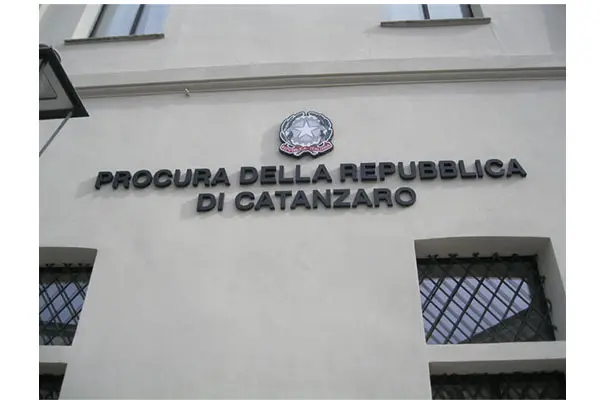 PROCURA DELLA REPUBBLICA
DI CATANZARO